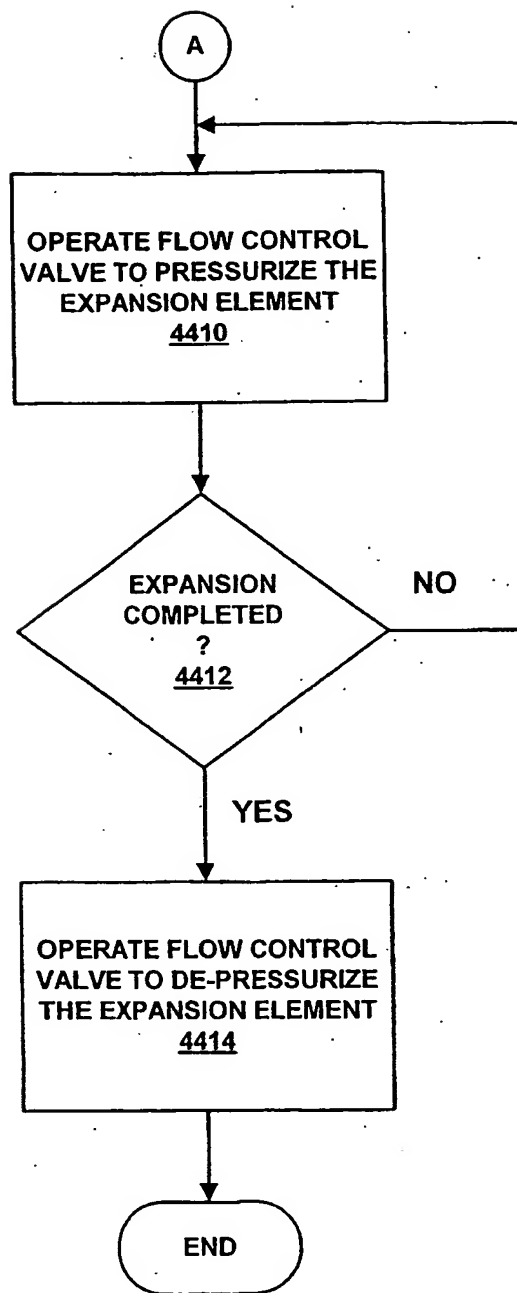 A
OPERATE FLOW CONTROL
VALVE TO PRESSURIZE THE
EXPANSION ELEMENT
4410
EXPANSION
COMPLETED
?
4412
NO
YES
OPERATE FLOW CONTROL
VALVE TO DE-PRESSURIZE
THE EXPANSION ELEMENT
4414
END